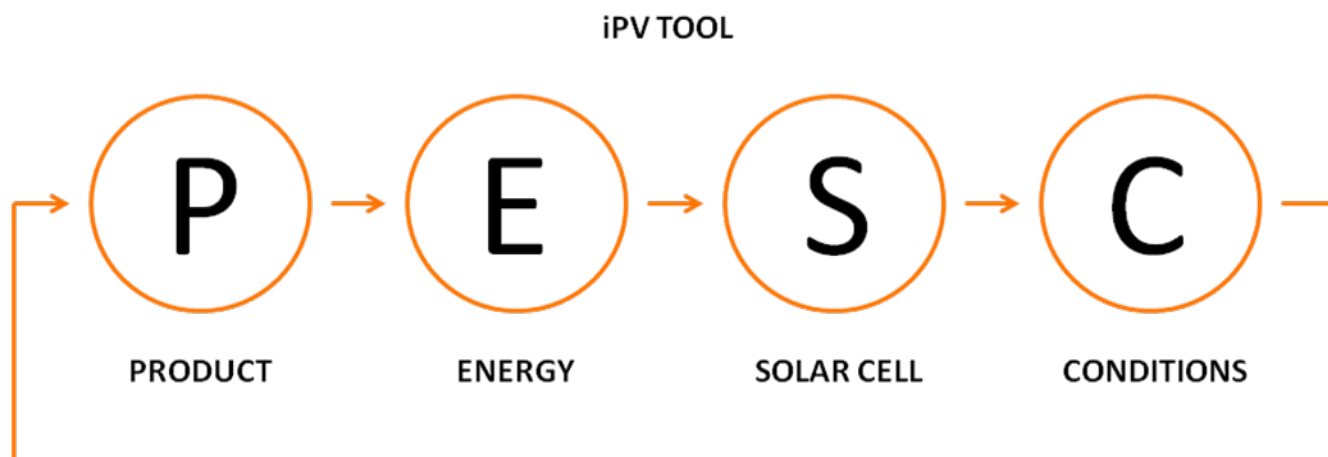 iPV TOOL
P E S C
PRODUCT ENERGY SOLAR CELL CONDITIONS